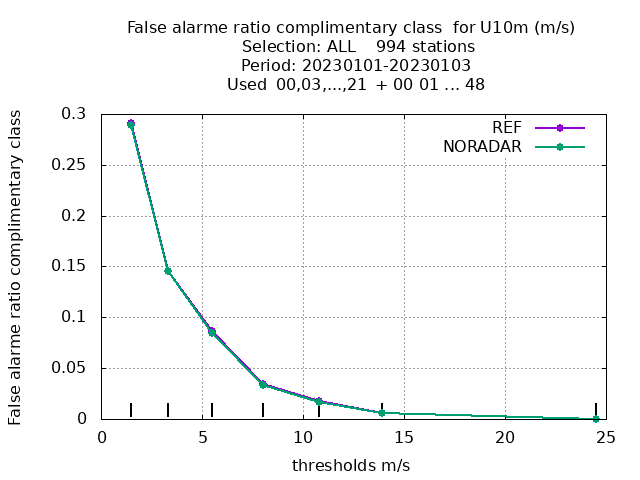 False alarme ratio complimentary class  for U10m (m/s)
Selection: ALL    994 stations
Period: 20230101-20230103
Used  00,03,...,21  + 00 01 ... 48
False alarme ratio complimentary class
0.3
0.25
0.2
0.15
0.1
0.05
0
REF
NORADAR
0 5 10 15 20 25
thresholds m/s